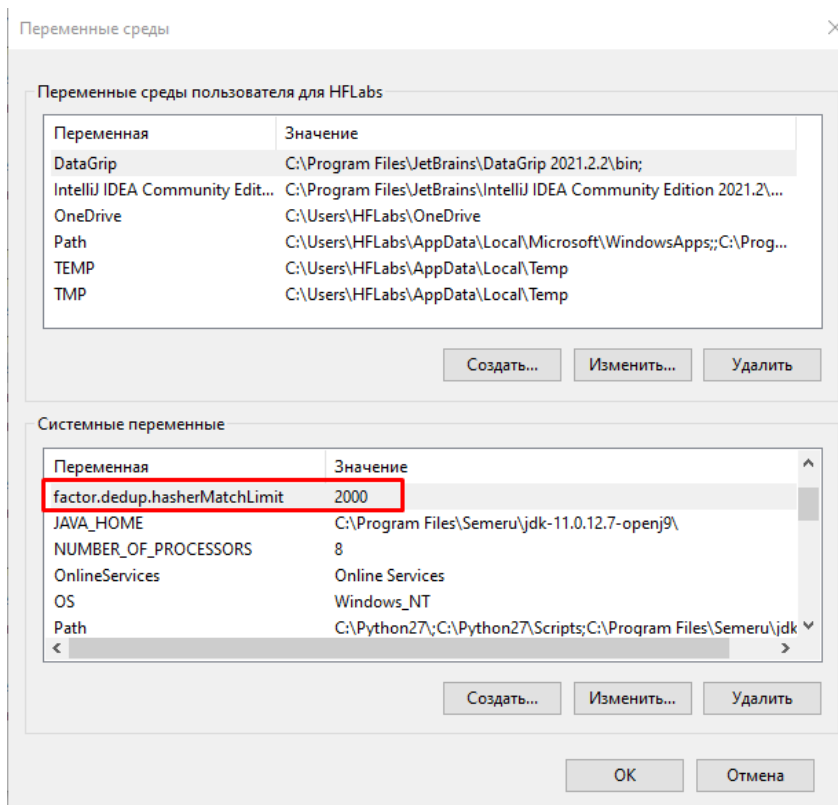 Переменные среды
Переменные среды пользователя для HFLabs
Переменная Значение
DataGrip C:\Program Files\JetBrains\DataGrip 2021.2.2\bin;
IntelliJ IDEA Community Edit... C:\Program Files\JetBrains\IntelliJ IDEA Community Edition 2021.2\...
OneDrive C:\Users\HFLabs\OneDrive
Path C:\Users\HFLabs\AppData\Local\Microsoft\WindowsApps;;C:\Prog...
TEMP C:\Users\HFLabs\AppData\Local\Temp
TMP C:\Users\HFLabs\AppData\Local\Temp
Создать... Изменить... Удалить
Системные переменные
Переменная Значение
factor.dedup.hasherMatchLimit 2000
JAVA_HOME C:\Program Files\Semeru\jdk-11.0.12.7-openj9\
NUMBER_OF_PROCESSORS 8
OnlineServices Online Services
OS Windows_NT
Path C:\Python27\;C:\Python27\Scripts;C:\Program Files\Semeru\jdk
Создать... Изменить... Удалить
ОК Отмена